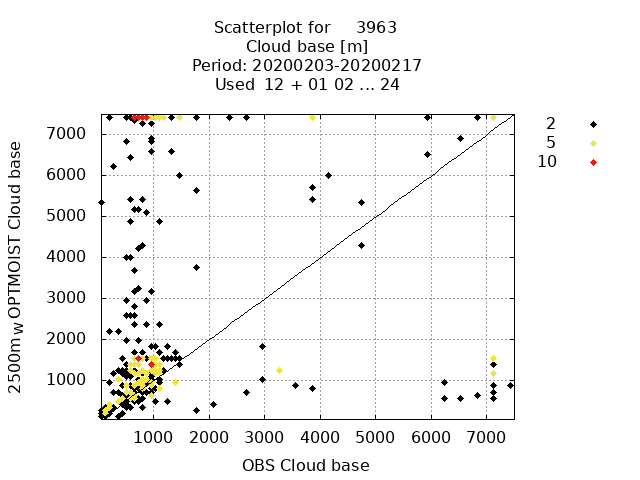 Scatterplot for 3963
Cloud base [m]
Period: 20200203-20200217
Used 12 + 01 02 ... 24
2
5
10
7000
6000
5000
4000
3000
2000
1000
2500m w OPTMOIST Cloud base
1000 2000 3000 4000 5000 6000 7000
OBS Cloud base